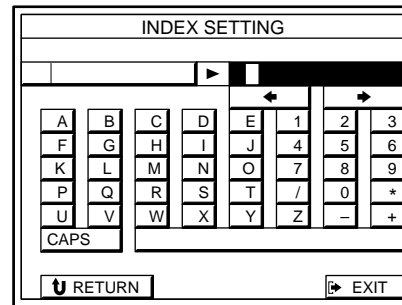 INDEX SETTING
A B C D E 1 2 3
F G H I J 4 5 6
K L M N O 7 8 9
P Q R S T / 0 *
U V W X Y Z – +
CAPS
RETURN EXIT